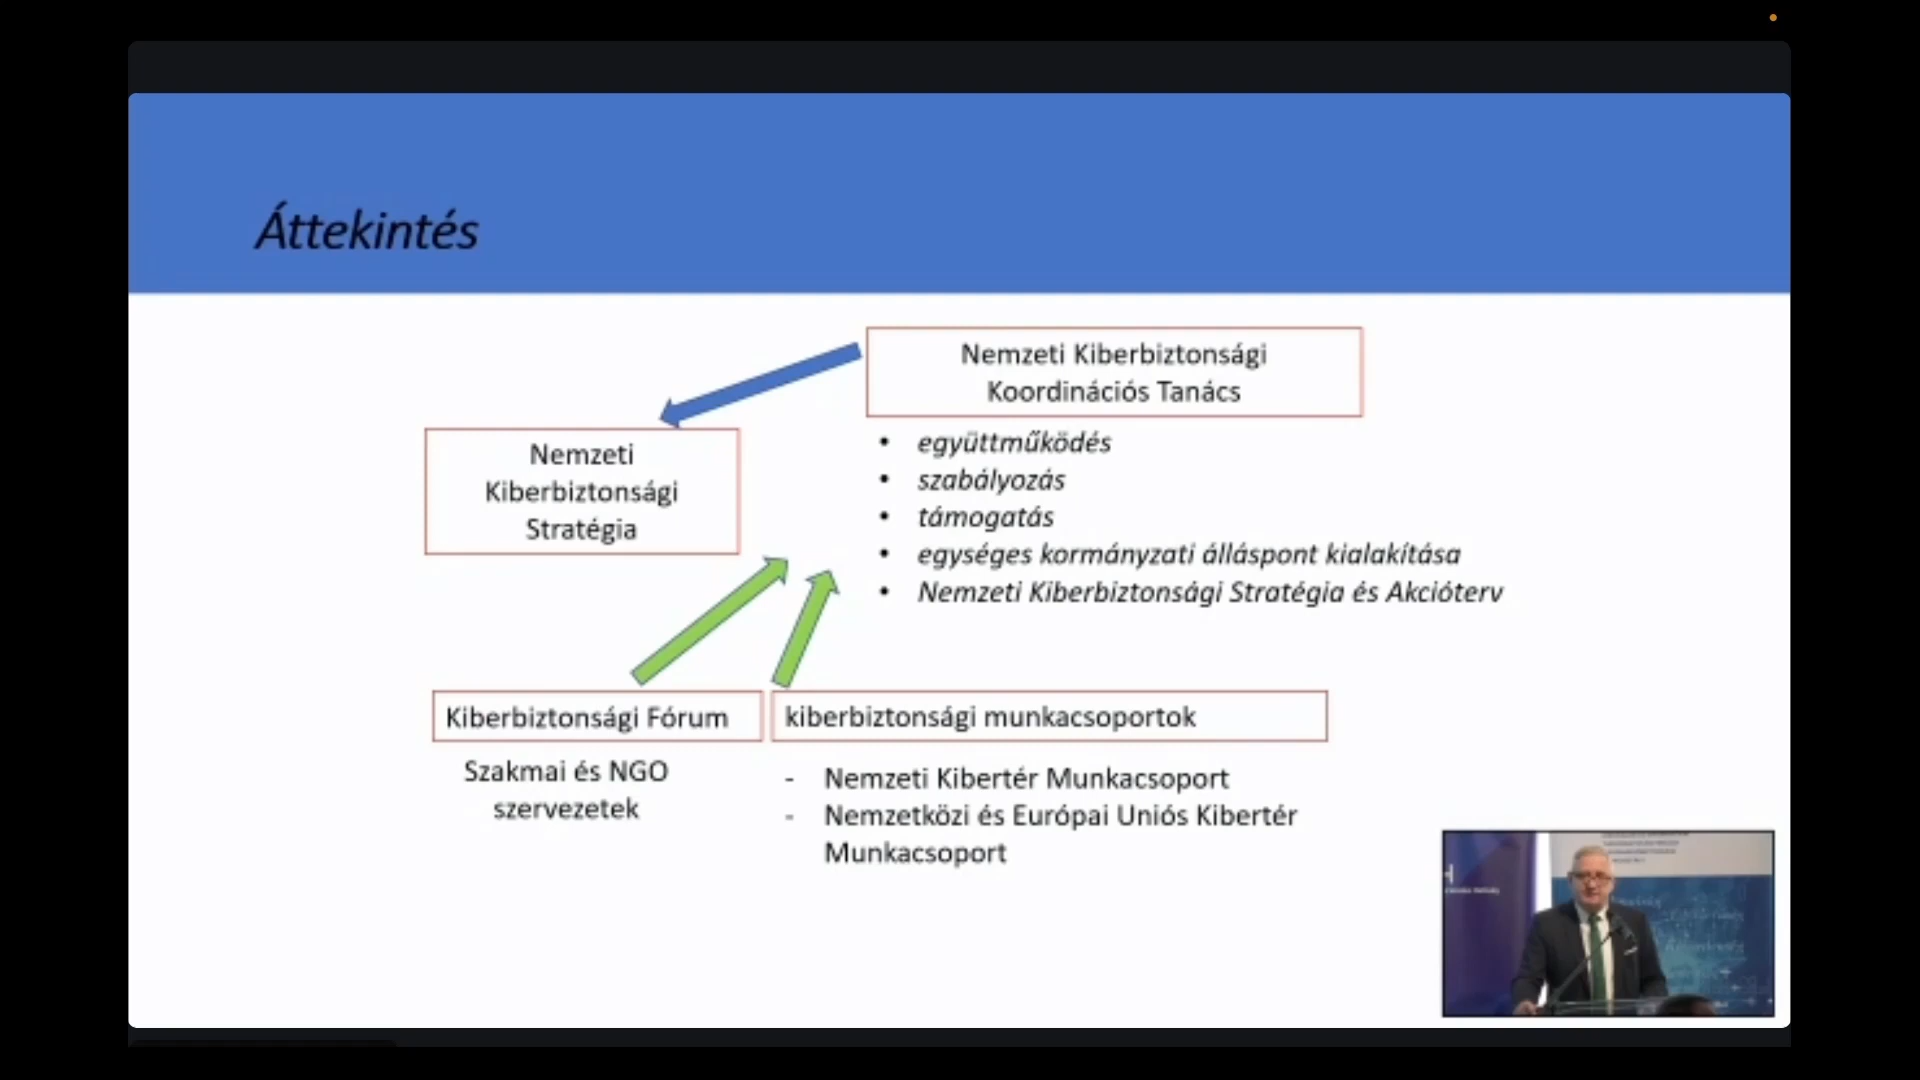 Áttekintés
Nemzeti Kiberbiztonsági
Koordinációs Tanács
Nemzeti
Kiberbiztonsági
Stratégia
• együttműködés
• szabályozás
• támogatás
• egységes kormányzati álláspont kialakítása
• Nemzeti Kiberbiztonsági Stratégia és Akcióterv
Kiberbiztonsági Fórum
Szakmai és NGO
szervezetek
kiberbiztonsági munkacsoportok
- Nemzeti Kibertér Munkacsoport
- Nemzetközi és Európai Uniós Kibertér
Munkacsoport